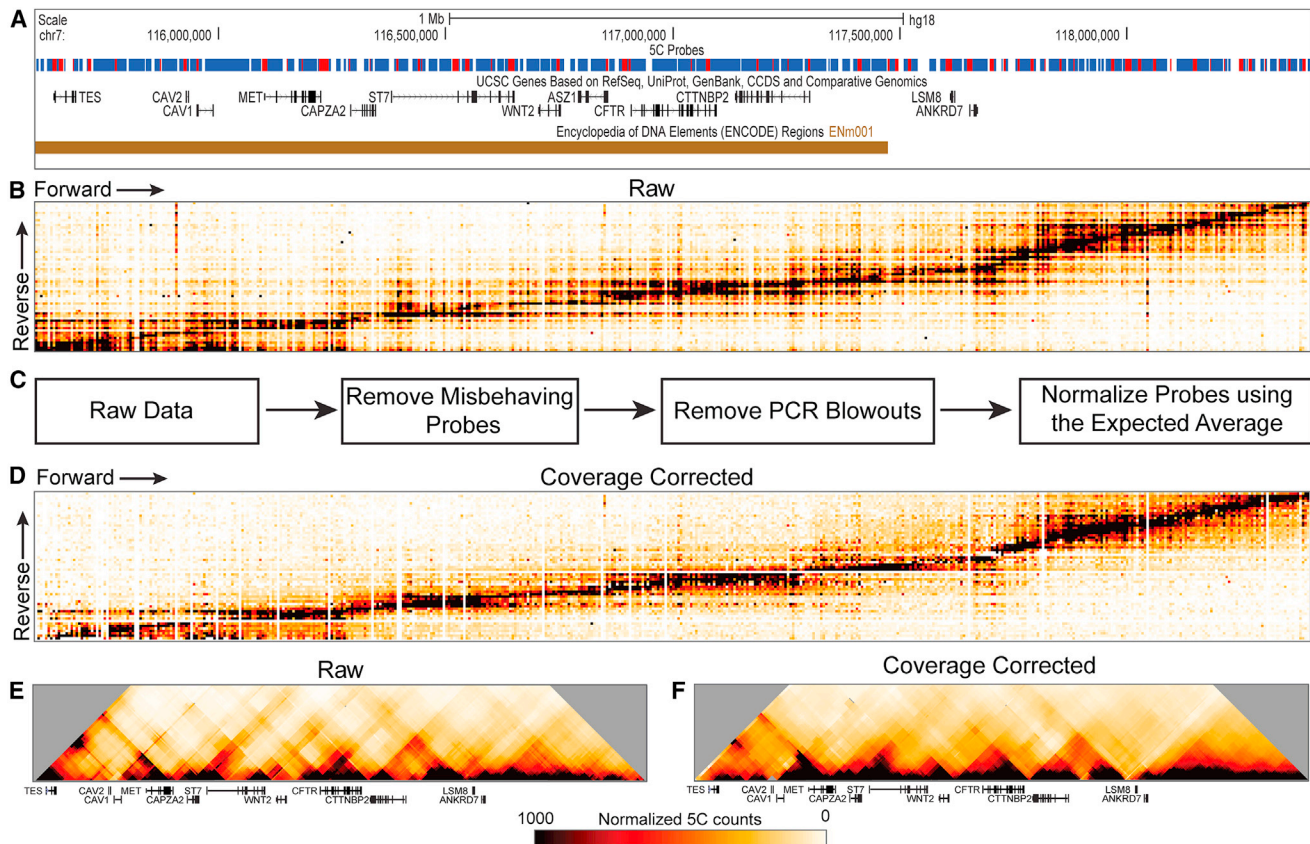 A
Scale
1 Mb
hg18
chr7:
116,000,000
116,500,000
117,000,000
117,500,000
118,000,000
5C Probes
UCSC Genes Based on RefSeq, UniProt, GenBank, CCDS and Comparative Genomics
TES
CAV2
MET
ST7
ASZ1
CTTNBP2
LSM8
CAV1
CAPZA2
WNT2
CFTR
ANKRD7
Encyclopedia of DNA Elements (ENCODE) Regions ENm001
B
Forward
Raw
Reverse
C
Raw Data
Remove Misbehaving
Probes
Remove PCR Blowouts
Normalize Probes using
the Expected Average
D
Forward
Coverage Corrected
Reverse
E
Raw
TES
CAV2
MET
ST7
CFTR
LSM8
CAV1
CAPZA2
WNT2
CTTNBP2
ANKRD7
F
Coverage Corrected
TES
CAV2
MET
ST7
CFTR
LSM8
CAV1
CAPZA2
WNT2
CTTNBP2
ANKRD7
1000
Normalized 5C counts
0